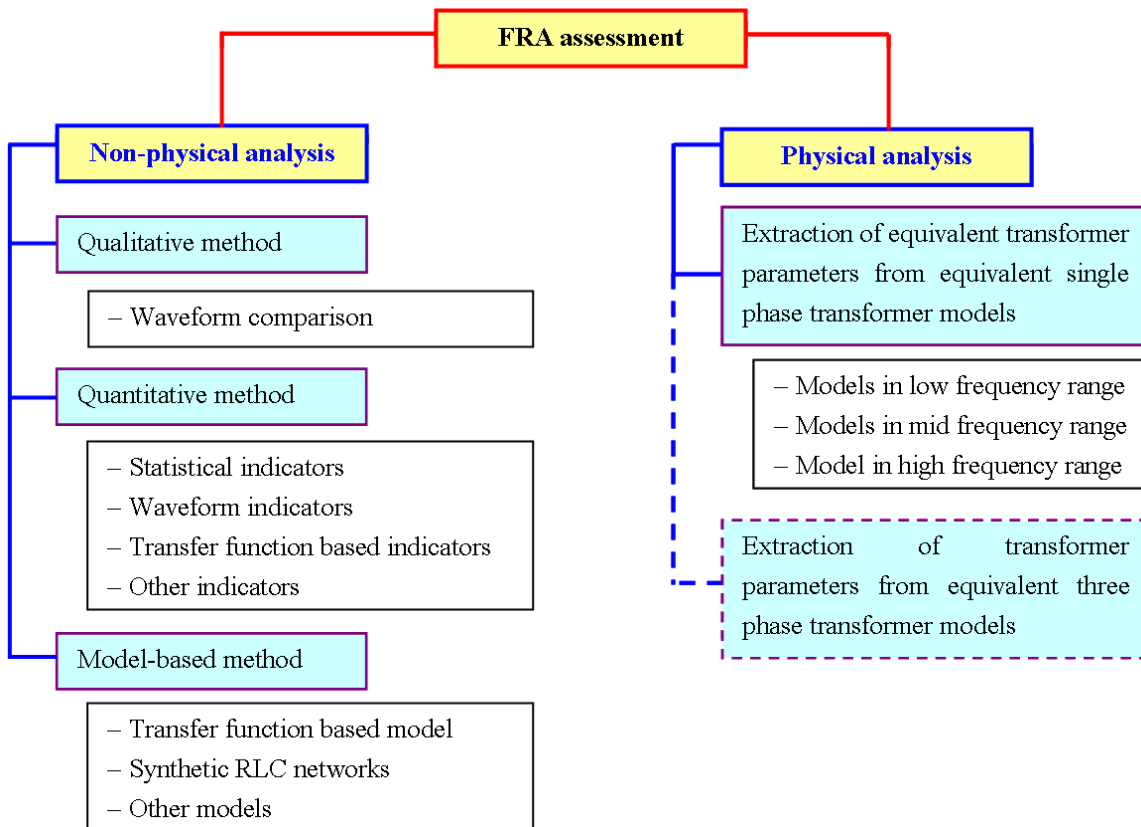 FRA assessment
Non-physical analysis
Qualitative method
– Waveform comparison
Quantitative method
– Statistical indicators
– Waveform indicators
– Transfer function based indicators
– Other indicators
Model-based method
– Transfer function based model
– Synthetic RLC networks
– Other models
Physical analysis
Extraction of equivalent transformer
parameters from equivalent single
phase transformer models
– Models in low frequency range
– Models in mid frequency range
– Model in high frequency range
Extraction of transformer
parameters from equivalent three
phase transformer models